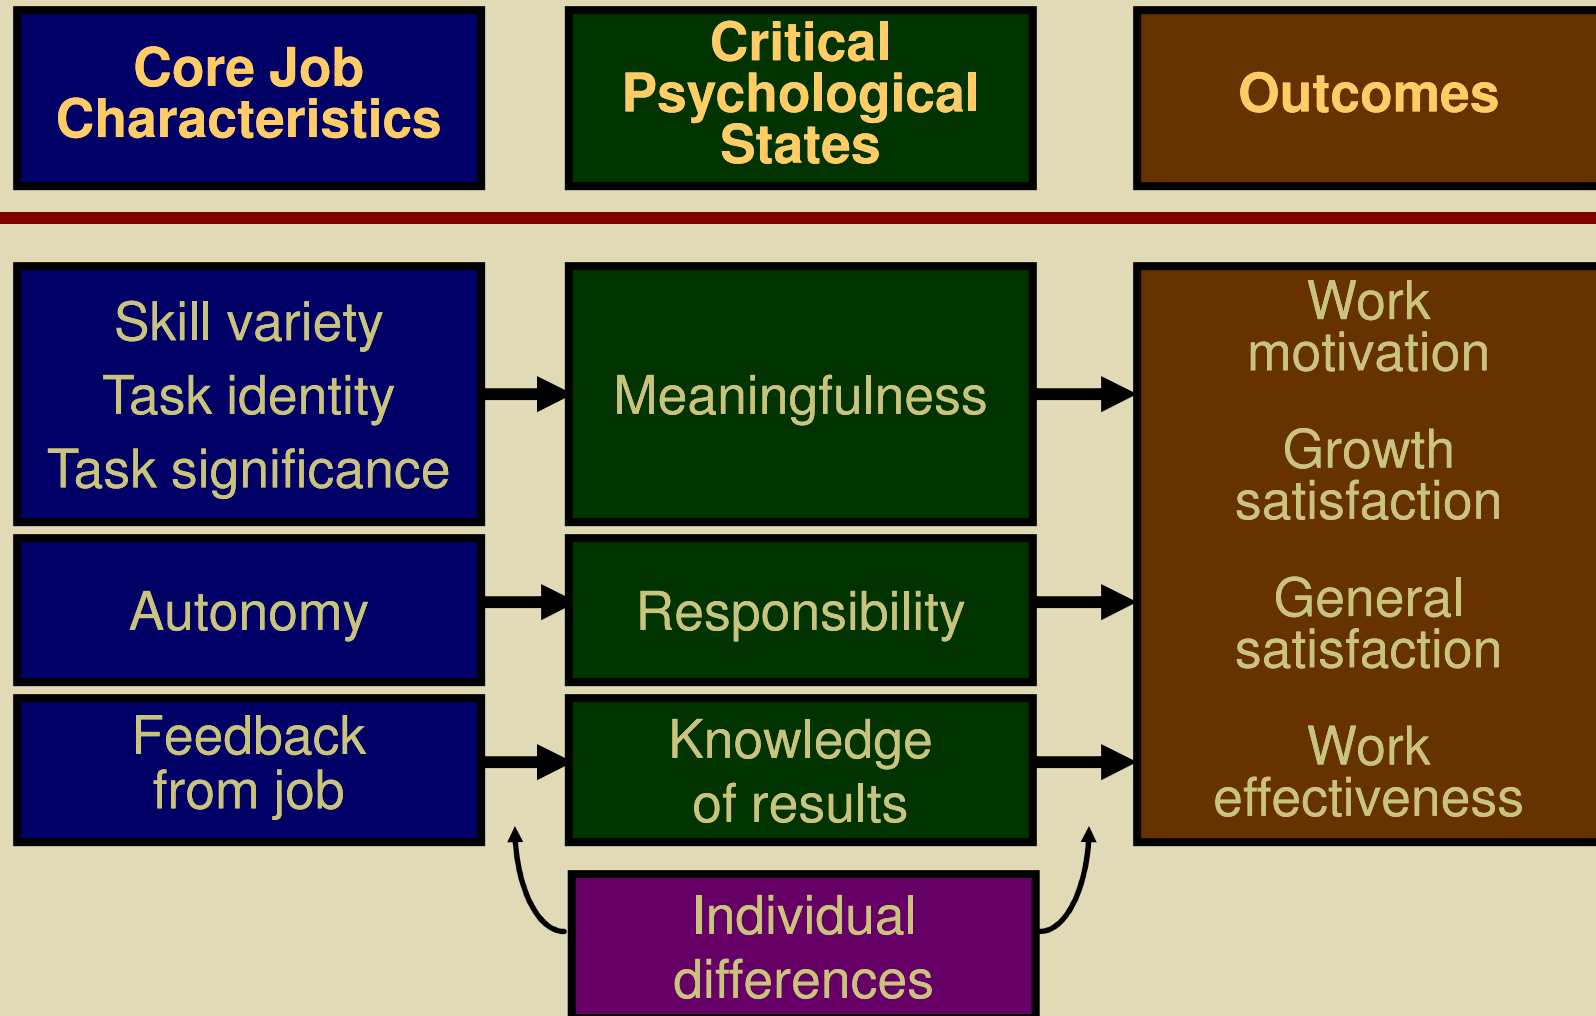 Core Job
Characteristics
Critical
Psychological
States
Outcomes
Skill variety
Task identity
Task significance
Meaningfulness
Work
motivation
Growth
satisfaction
General
satisfaction
Work
effectiveness
Autonomy
Responsibility
Feedback
from job
Knowledge
of results
Individual
differences